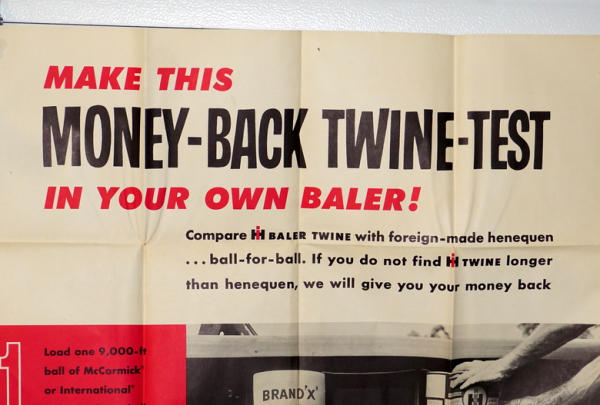 MAKE THIS
MONEY-BACK TWINE-TEST
IN YOUR OWN BALER!
Compare IH BALER TWINE with foreign-made henequen
...ball-for-ball. If you do not find IH TWINE longer
than henequen, we will give you your money back
1
Load one 9,000-ft
ball of McCormick®
or International®
BRAND 'X'
IH